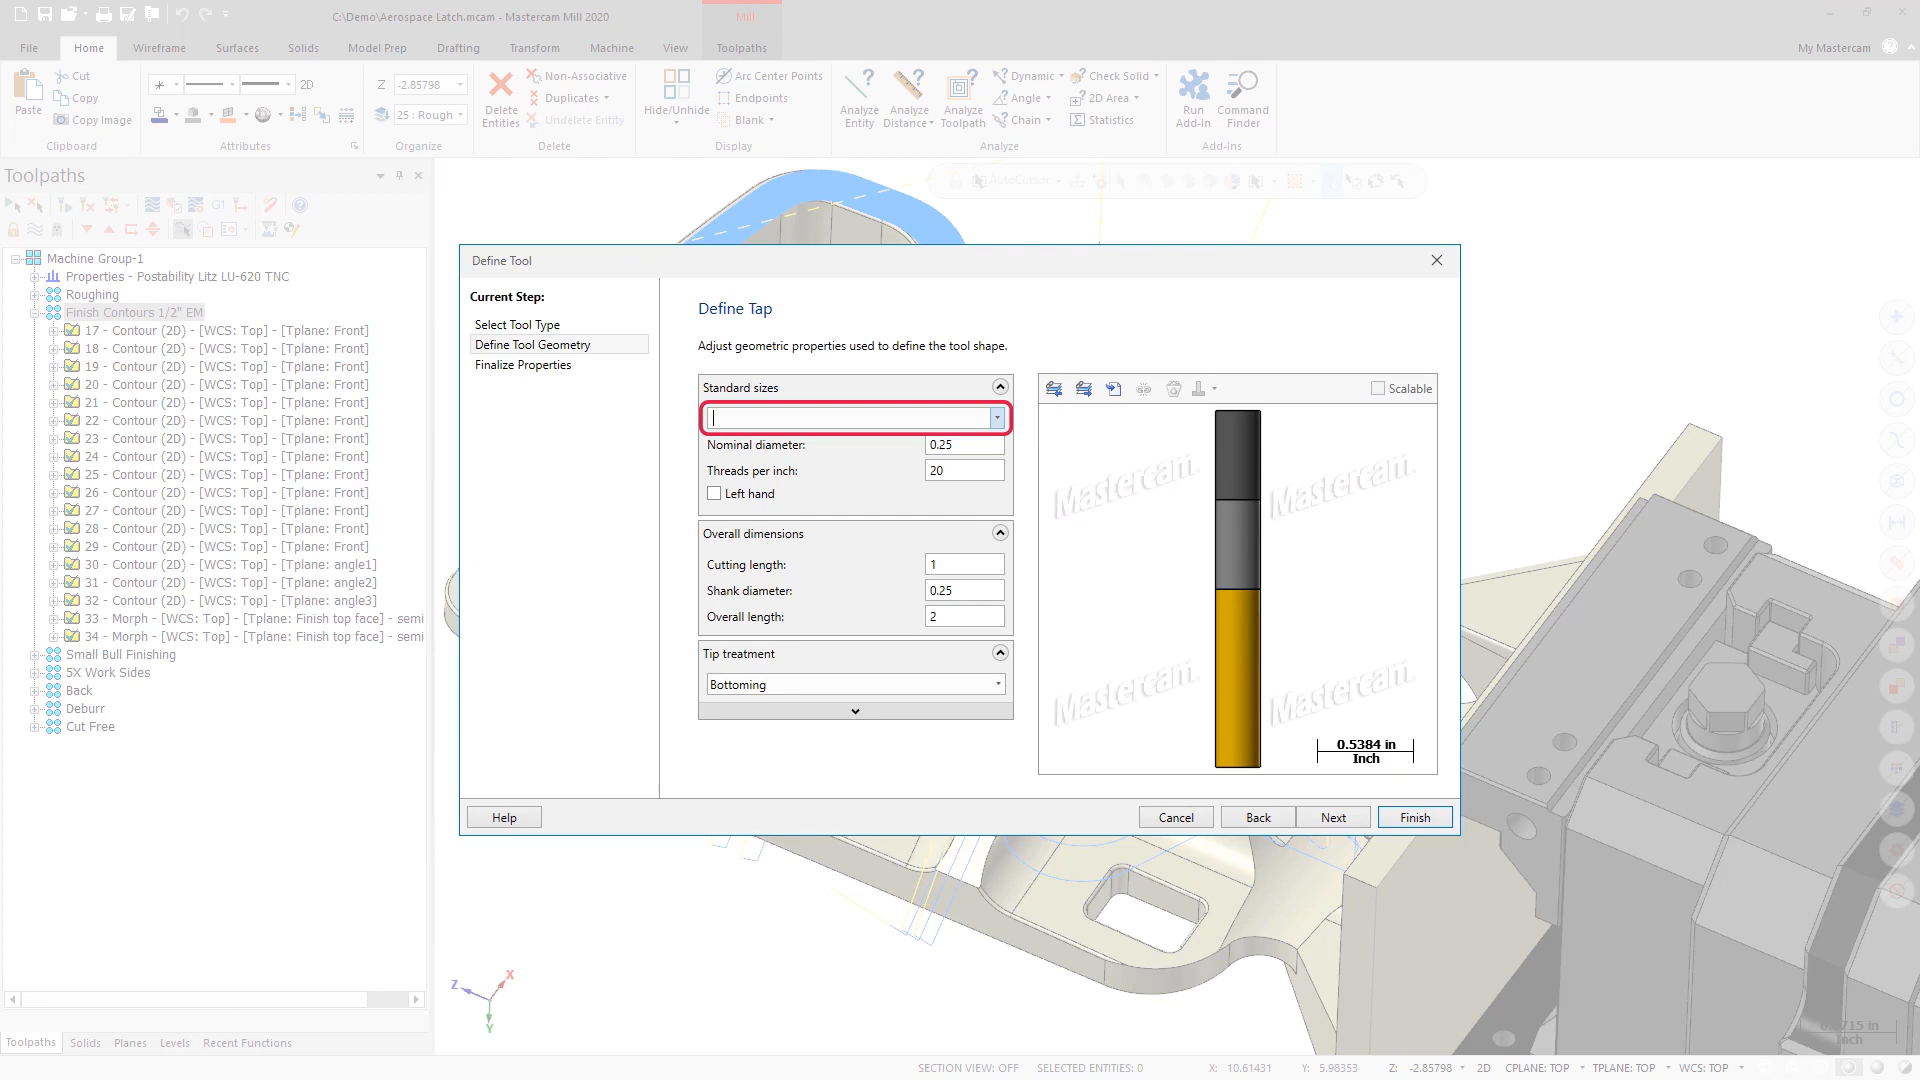 C:\Demo\Aerospace Latch.mcam - Mastercam Mill 2020
Mill
File Home Wireframe Surfaces Solids Model Prep Drafting Transform Machine View Toolpaths My Mastercam
Paste
Cut
Copy
Copy Image
Clipboard
2D
Attributes
Z -2.85798
25 : Rough
Organize
Delete Entities
Non-Associative
Duplicates
Undelete Entity
Delete
Hide/Unhide
Arc Center Points
Endpoints
Blank
Display
Analyze Entity
Analyze Distance
Analyze Toolpath
Dynamic
Angle
Chain
Check Solid
2D Area
Statistics
Analyze
Run Add-In
Command Finder
Add-Ins
AutoCursor
Toolpaths
G1
Machine Group-1
Properties - Postability Litz LU-620 TNC
Roughing
Finish Contours 1/2" EM
17 - Contour (2D) - [WCS: Top] - [Tplane: Front]
18 - Contour (2D) - [WCS: Top] - [Tplane: Front]
19 - Contour (2D) - [WCS: Top] - [Tplane: Front]
20 - Contour (2D) - [WCS: Top] - [Tplane: Front]
21 - Contour (2D) - [WCS: Top] - [Tplane: Front]
22 - Contour (2D) - [WCS: Top] - [Tplane: Front]
23 - Contour (2D) - [WCS: Top] - [Tplane: Front]
24 - Contour (2D) - [WCS: Top] - [Tplane: Front]
25 - Contour (2D) - [WCS: Top] - [Tplane: Front]
26 - Contour (2D) - [WCS: Top] - [Tplane: Front]
27 - Contour (2D) - [WCS: Top] - [Tplane: Front]
28 - Contour (2D) - [WCS: Top] - [Tplane: Front]
29 - Contour (2D) - [WCS: Top] - [Tplane: Front]
30 - Contour (2D) - [WCS: Top] - [Tplane: angle1]
31 - Contour (2D) - [WCS: Top] - [Tplane: angle2]
32 - Contour (2D) - [WCS: Top] - [Tplane: angle3]
33 - Morph - [WCS: Top] - [Tplane: Finish top face] - semi
34 - Morph - [WCS: Top] - [Tplane: Finish top face] - semi
Small Bull Finishing
5X Work Sides
Back
Deburr
Cut Free
Toolpaths Solids Planes Levels Recent Functions
Define Tool
Current Step:
Select Tool Type
Define Tool Geometry
Finalize Properties
Define Tap
Adjust geometric properties used to define the tool shape.
Standard sizes
Nominal diameter: 0.25
Threads per inch: 20
Left hand
Overall dimensions
Cutting length: 1
Shank diameter: 0.25
Overall length: 2
Tip treatment
Bottoming
Scalable
Mastercam. Mastercam.
Mastercam. Mastercam.
0.5384 in
Inch
Help Cancel Back Next Finish
X
Z
Y
Inch
SECTION VIEW: OFF SELECTED ENTITIES: 0 X: 10.61431 Y: 5.98353 Z: -2.85798 2D CPLANE: TOP TPLANE: TOP WCS: TOP